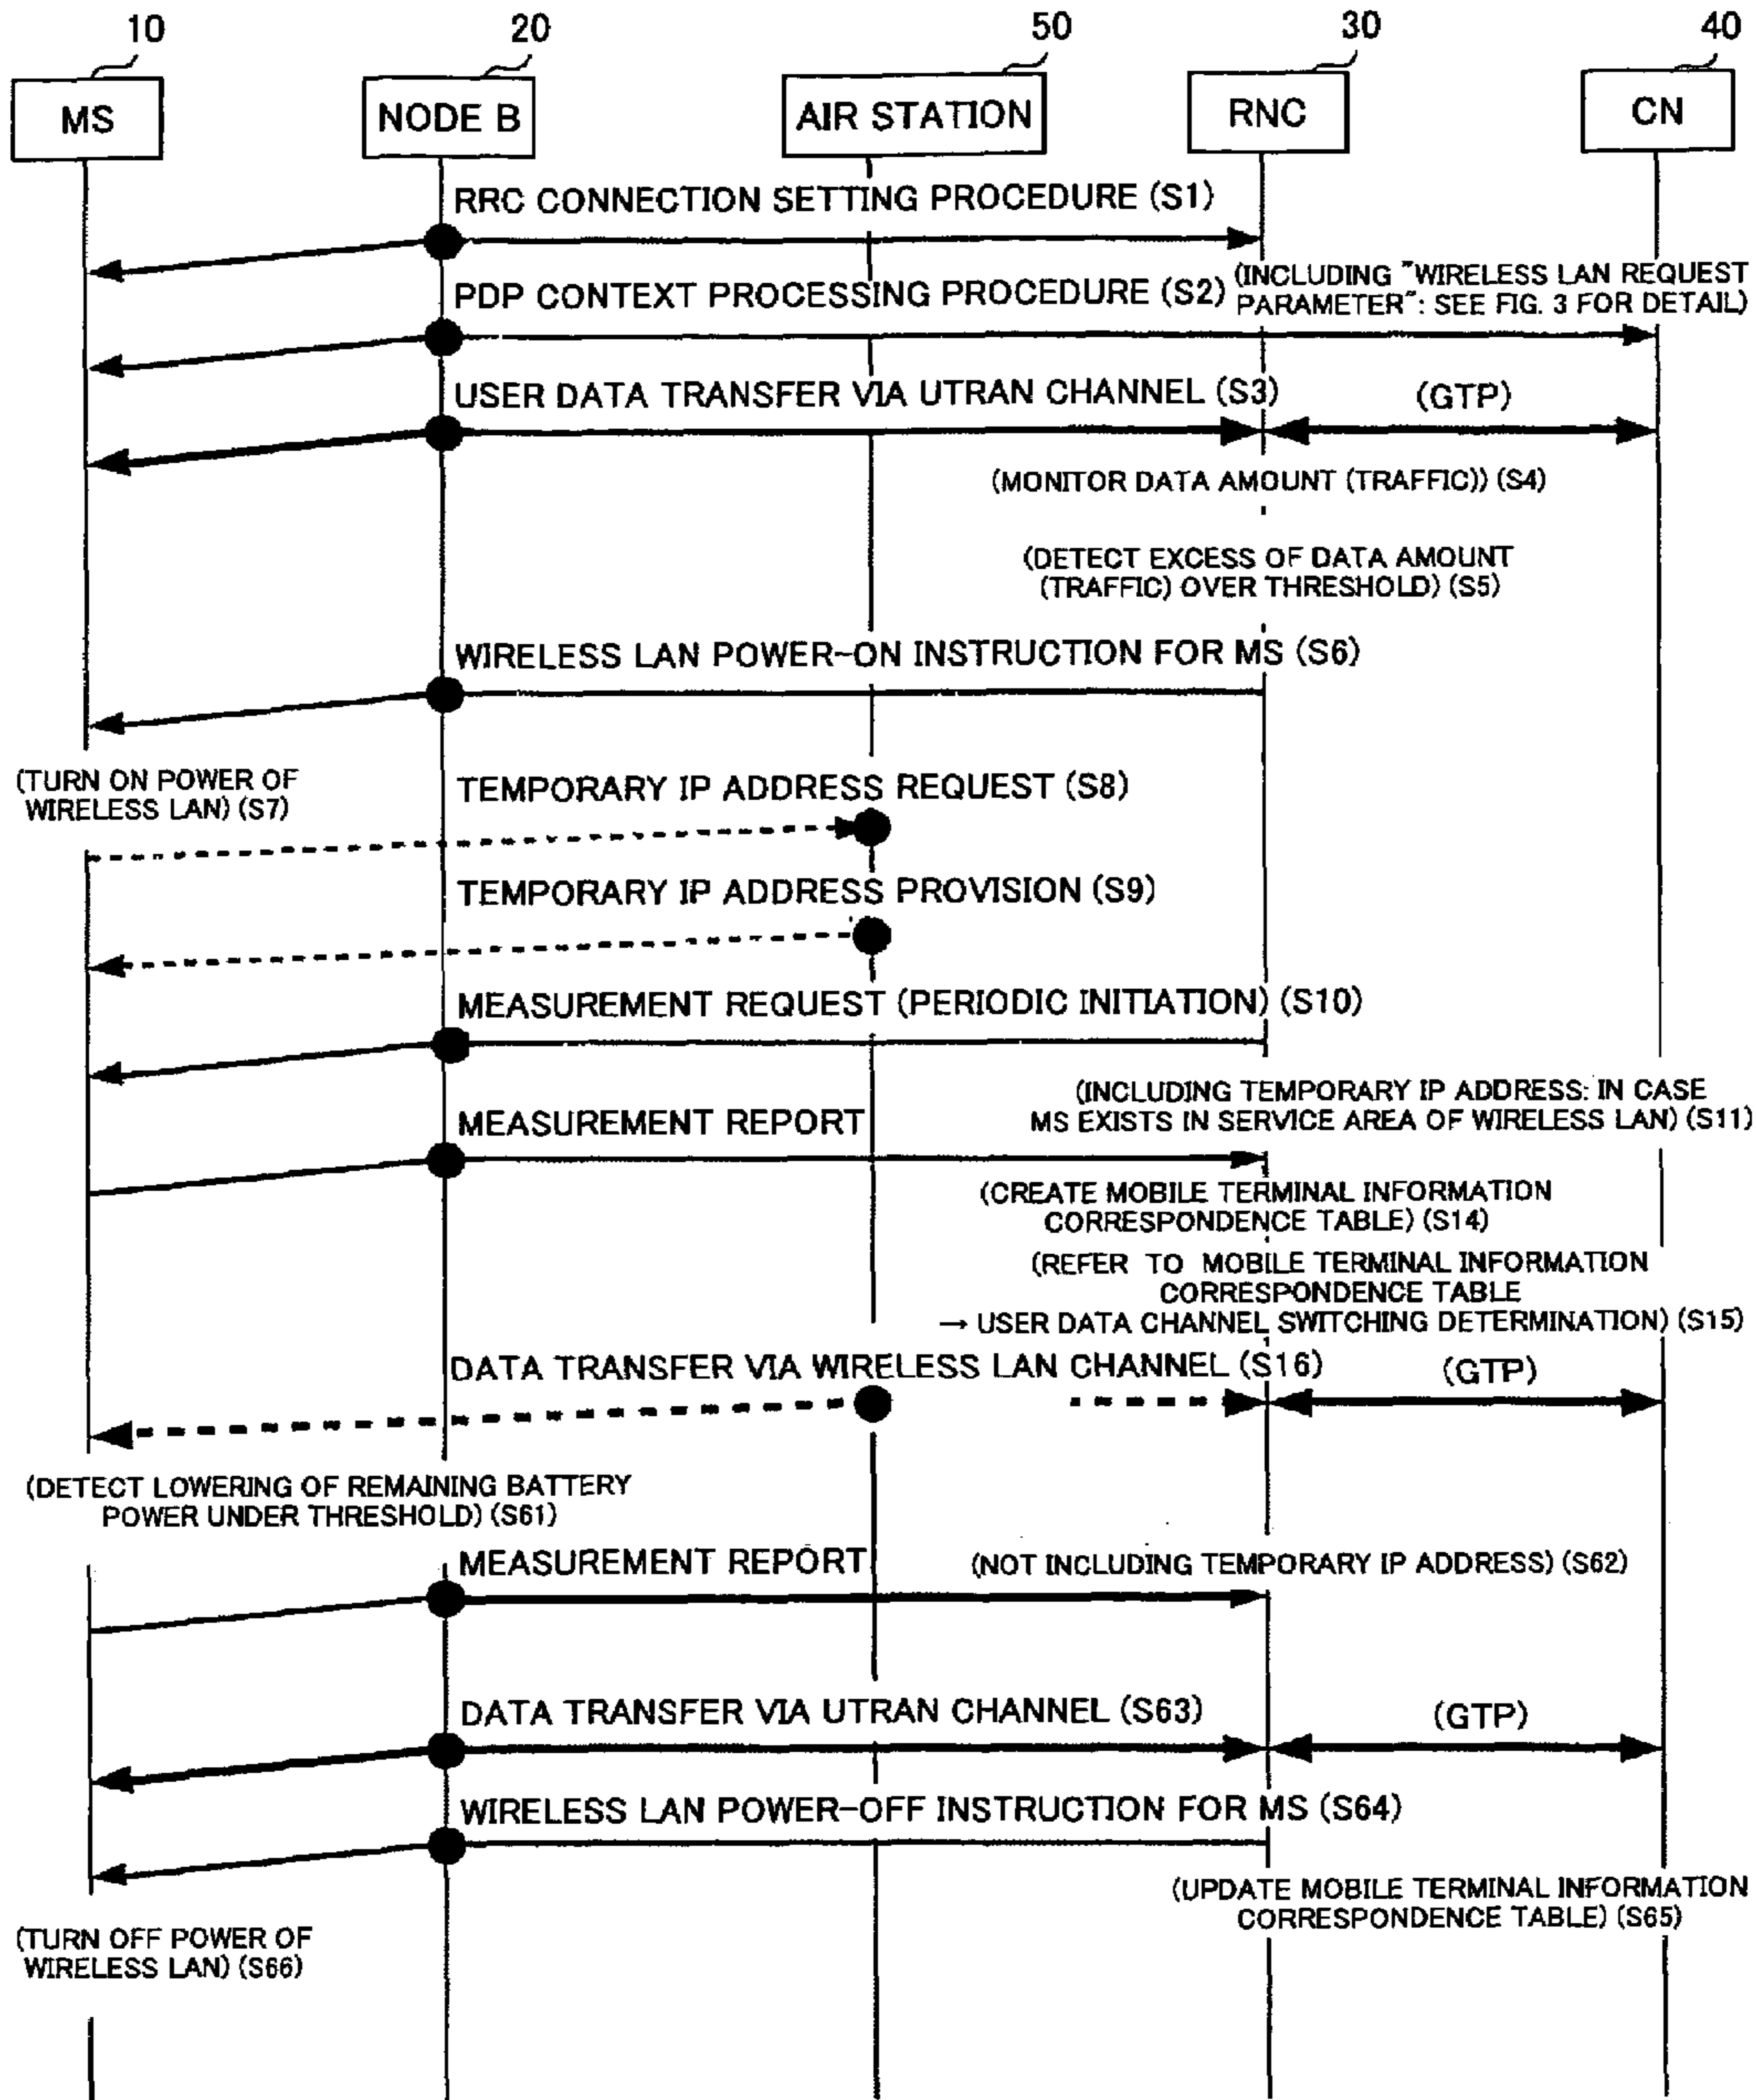 10
20
50
30
40
MS
NODE B
AIR STATION
RNC
CN
RRC CONNECTION SETTING PROCEDURE (S1)
PDP CONTEXT PROCESSING PROCEDURE (S2)
(INCLUDING "WIRELESS LAN REQUEST
PARAMETER": SEE FIG. 3 FOR DETAIL)
USER DATA TRANSFER VIA UTRAN CHANNEL (S3)
(GTP)
(MONITOR DATA AMOUNT (TRAFFIC)) (S4)
(DETECT EXCESS OF DATA AMOUNT
(TRAFFIC) OVER THRESHOLD) (S5)
WIRELESS LAN POWER-ON INSTRUCTION FOR MS (S6)
(TURN ON POWER OF
WIRELESS LAN) (S7)
TEMPORARY IP ADDRESS REQUEST (S8)
TEMPORARY IP ADDRESS PROVISION (S9)
MEASUREMENT REQUEST (PERIODIC INITIATION) (S10)
MEASUREMENT REPORT
(INCLUDING TEMPORARY IP ADDRESS: IN CASE
MS EXISTS IN SERVICE AREA OF WIRELESS LAN) (S11)
(CREATE MOBILE TERMINAL INFORMATION
CORRESPONDENCE TABLE) (S14)
(REFER TO MOBILE TERMINAL INFORMATION
CORRESPONDENCE TABLE
→ USER DATA CHANNEL SWITCHING DETERMINATION) (S15)
DATA TRANSFER VIA WIRELESS LAN CHANNEL (S16)
(GTP)
(DETECT LOWERING OF REMAINING BATTERY
POWER UNDER THRESHOLD) (S61)
MEASUREMENT REPORT
(NOT INCLUDING TEMPORARY IP ADDRESS) (S62)
DATA TRANSFER VIA UTRAN CHANNEL (S63)
(GTP)
WIRELESS LAN POWER-OFF INSTRUCTION FOR MS (S64)
(UPDATE MOBILE TERMINAL INFORMATION
CORRESPONDENCE TABLE) (S65)
(TURN OFF POWER OF
WIRELESS LAN) (S66)